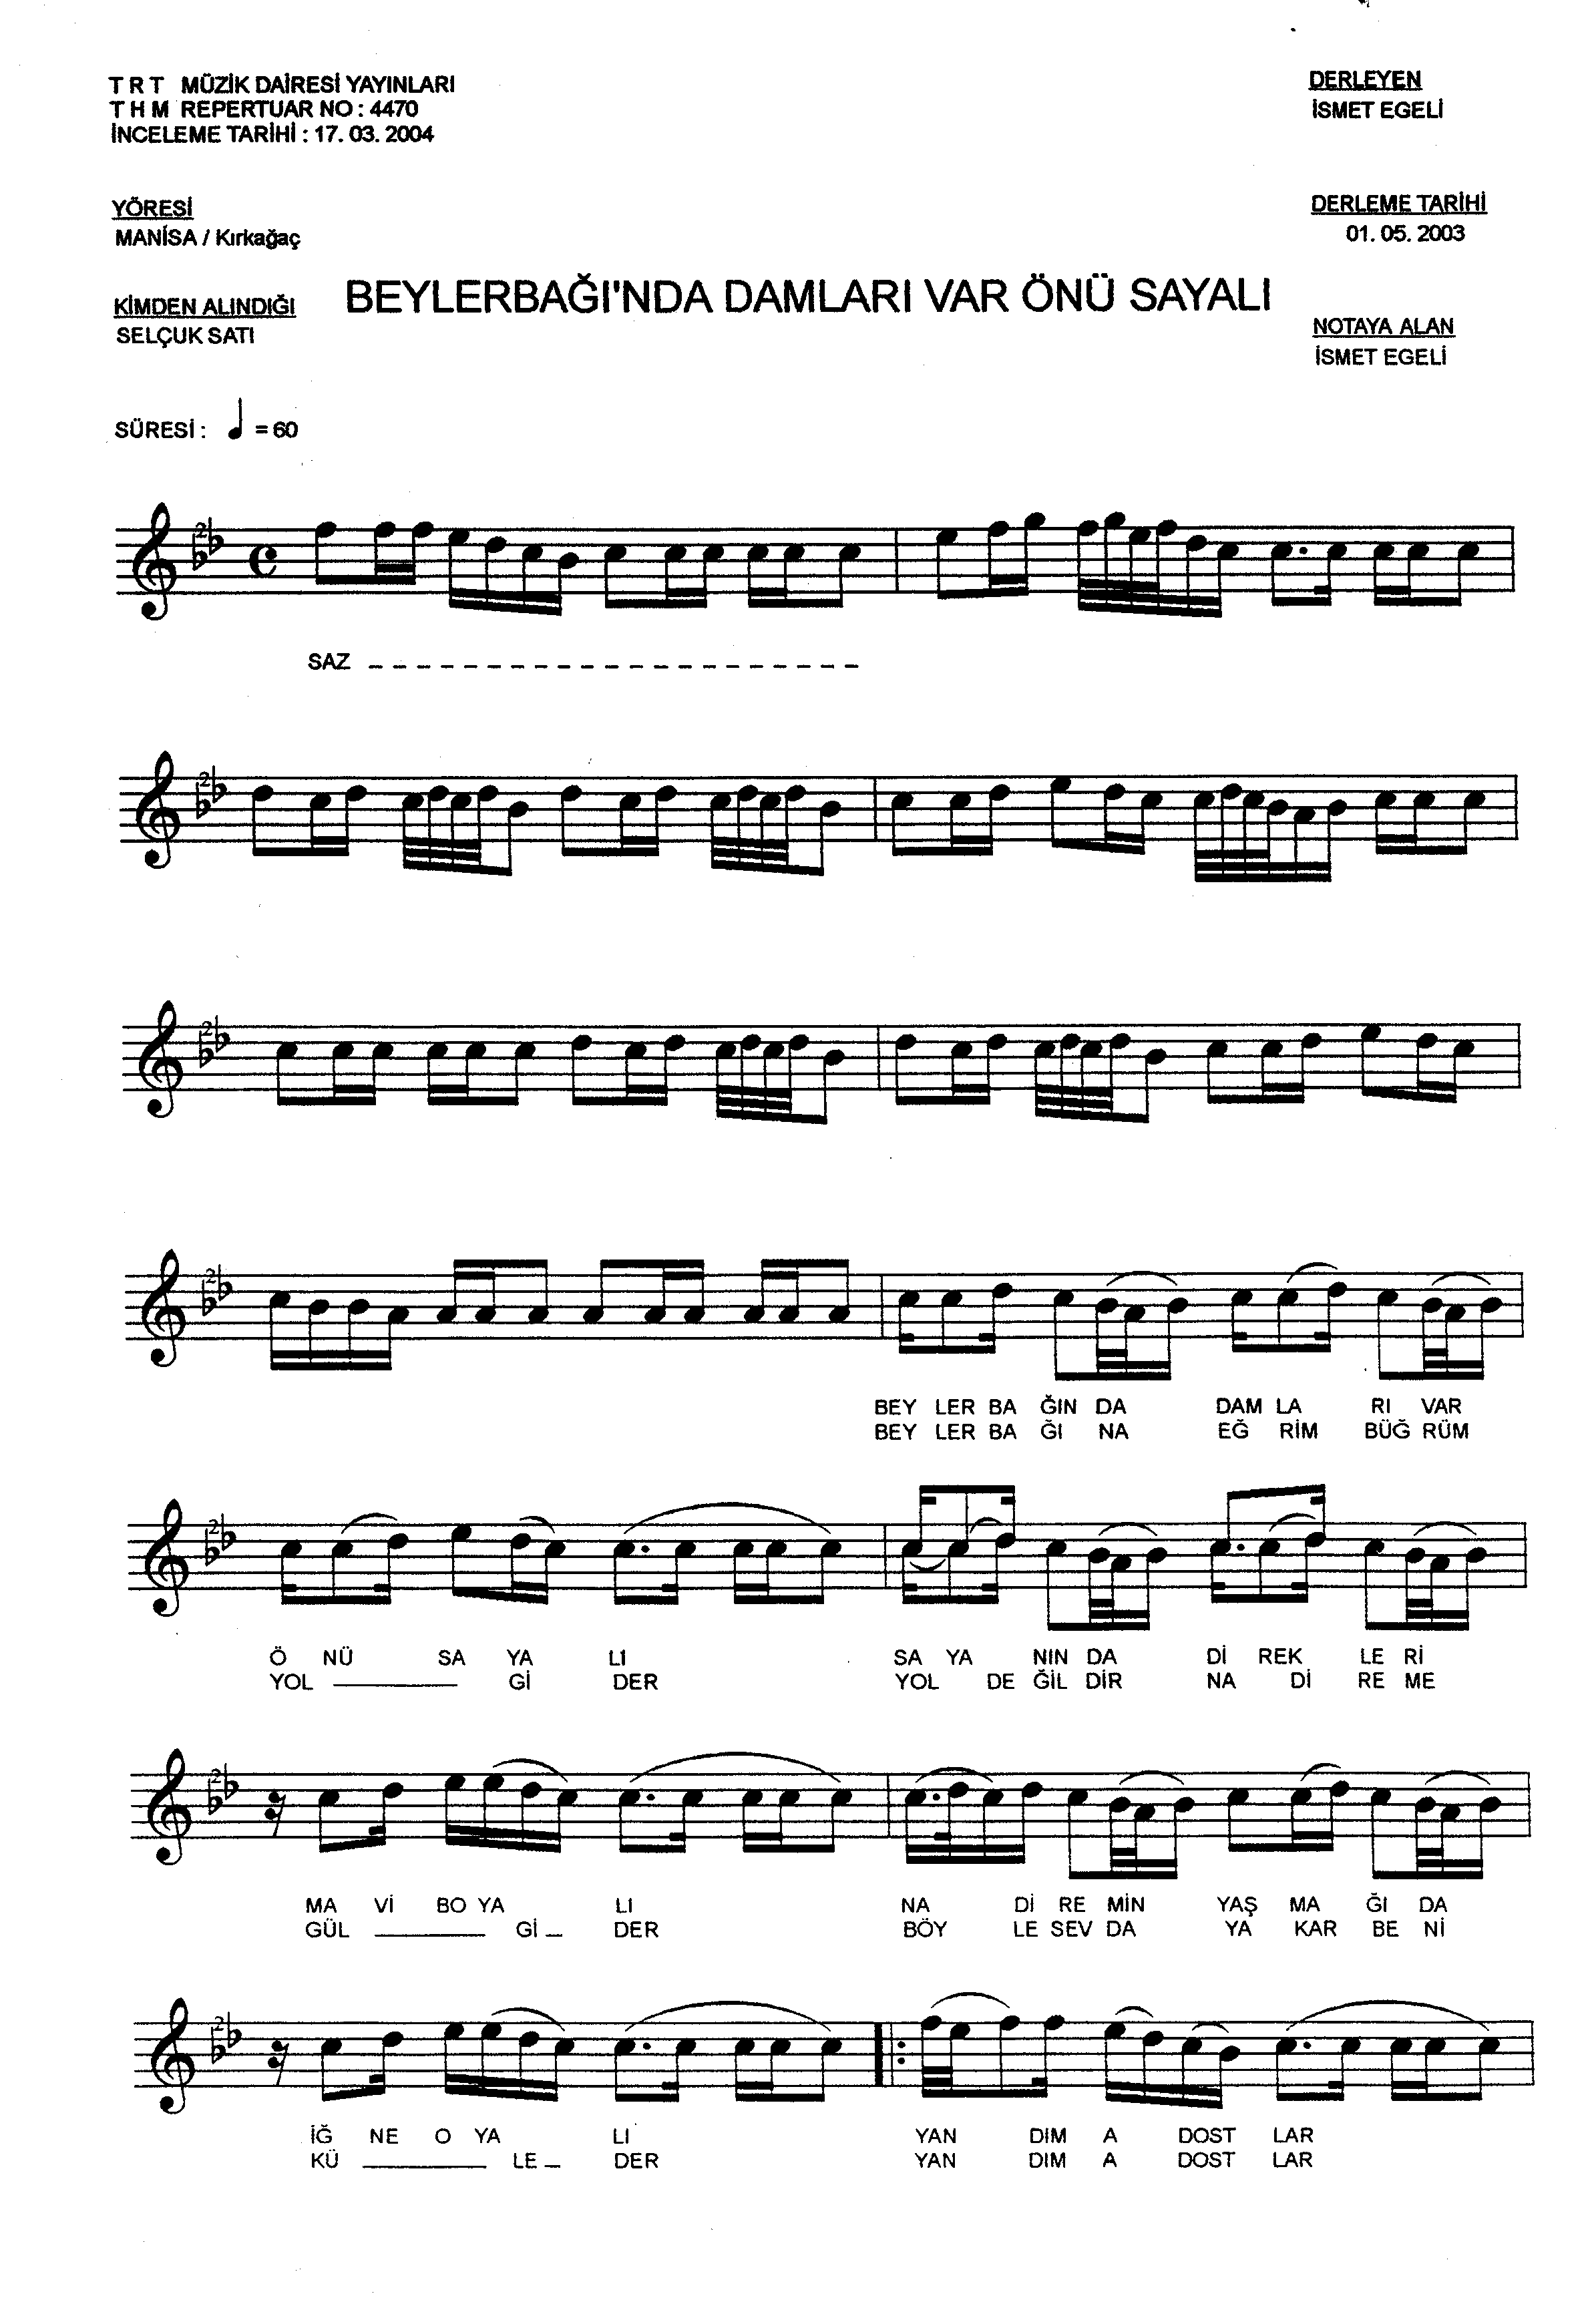 T R T MÜZİK DAİRESİ YAYINLARI
T H M REPERTUAR NO : 4470
İNCELEME TARİHİ : 17. 03. 2004
DERLEYEN
İSMET EGELİ
YÖRESİ
MANİSA / Kırkağaç
DERLEME TARİHİ
01. 05. 2003
BEYLERBAĞI'NDA DAMLARI VAR ÖNÜ SAYALI
KİMDEN ALINDIĞI
SELÇUK SATI
NOTAYA ALAN
İSMET EGELİ
SÜRESİ : = 60
SAZ
BEY LER BA ĞIN DA DAM LA RI VAR
BEY LER BA ĞI NA EĞ RİM BÜĞ RÜM
Ö NÜ SA YA LI SA YA NIN DA Dİ REK LE Rİ
YOL Gİ DER YOL DE ĞİL DİR NA Dİ RE ME
MA Vİ BO YA LI NA Dİ RE MİN YAŞ MA ĞI DA
GÜL Gİ DER BÖY LE SEV DA YA KAR BE Nİ
İĞ NE O YA LI YAN DIM A DOST LAR
KÜ LE DER YAN DIM A DOST LAR